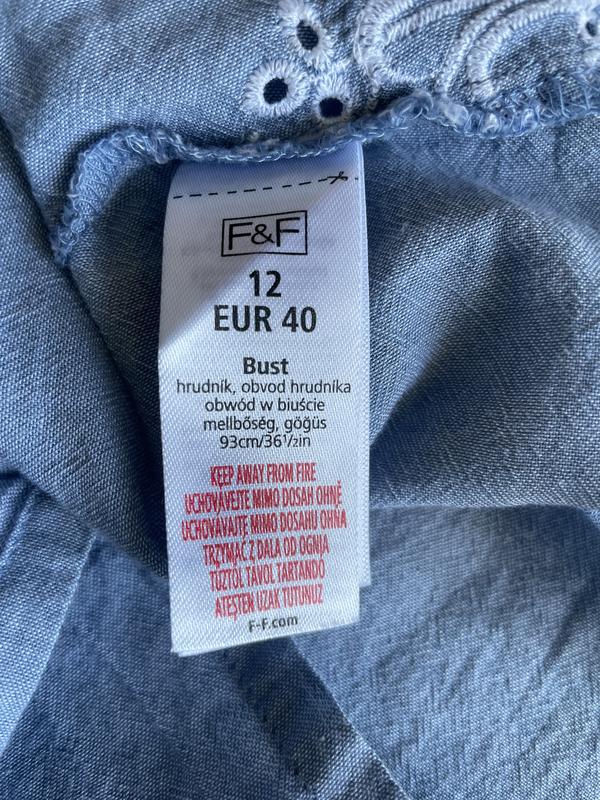 F&F
12
EUR 40
Bust
hrudník, obvod hrudníka
obwód w biuście
mellbőség, göğüs
93cm/36½in
KEEP AWAY FROM FIRE
UCHOVÁVEJTE MIMO DOSAH OHNĚ
UCHOVÁVAJTE MIMO DOSAHU OHŇA
TRZYMAĆ Z DALA OD OGNIA
TŰZTŐL TÁVOL TARTANDÓ
ATEŞTEN UZAK TUTUNUZ
F-F.com